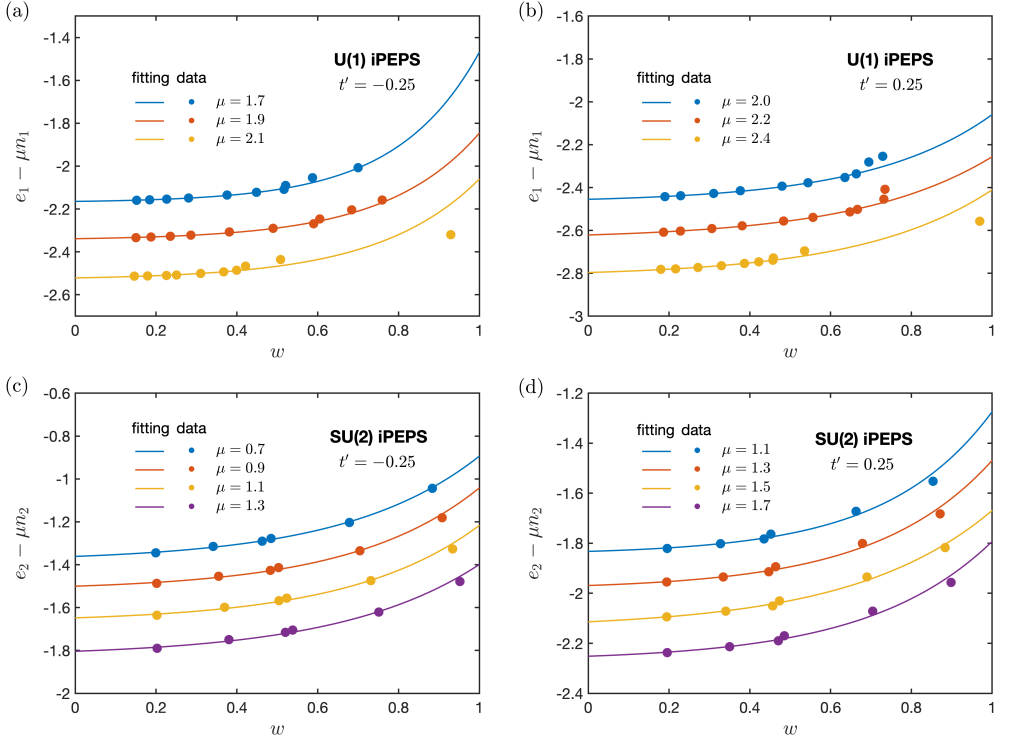 (a)
U(1) iPEPS
t′ = −0.25
fitting data
μ = 1.7
μ = 1.9
μ = 2.1
e₁ − μn₁
-1.4
-1.6
-1.8
-2
-2.2
-2.4
-2.6
0 0.2 0.4 0.6 0.8 1
w
(b)
U(1) iPEPS
t′ = 0.25
fitting data
μ = 2.0
μ = 2.2
μ = 2.4
e₁ − μn₁
-1.6
-1.8
-2
-2.2
-2.4
-2.6
-2.8
-3
0 0.2 0.4 0.6 0.8 1
w
(c)
SU(2) iPEPS
t′ = −0.25
fitting data
μ = 0.7
μ = 0.9
μ = 1.1
μ = 1.3
e₂ − μn₂
-0.6
-0.8
-1
-1.2
-1.4
-1.6
-1.8
-2
0 0.2 0.4 0.6 0.8 1
w
(d)
SU(2) iPEPS
t′ = 0.25
fitting data
μ = 1.1
μ = 1.3
μ = 1.5
μ = 1.7
e₂ − μn₂
-1.2
-1.4
-1.6
-1.8
-2
-2.2
-2.4
0 0.2 0.4 0.6 0.8 1
w